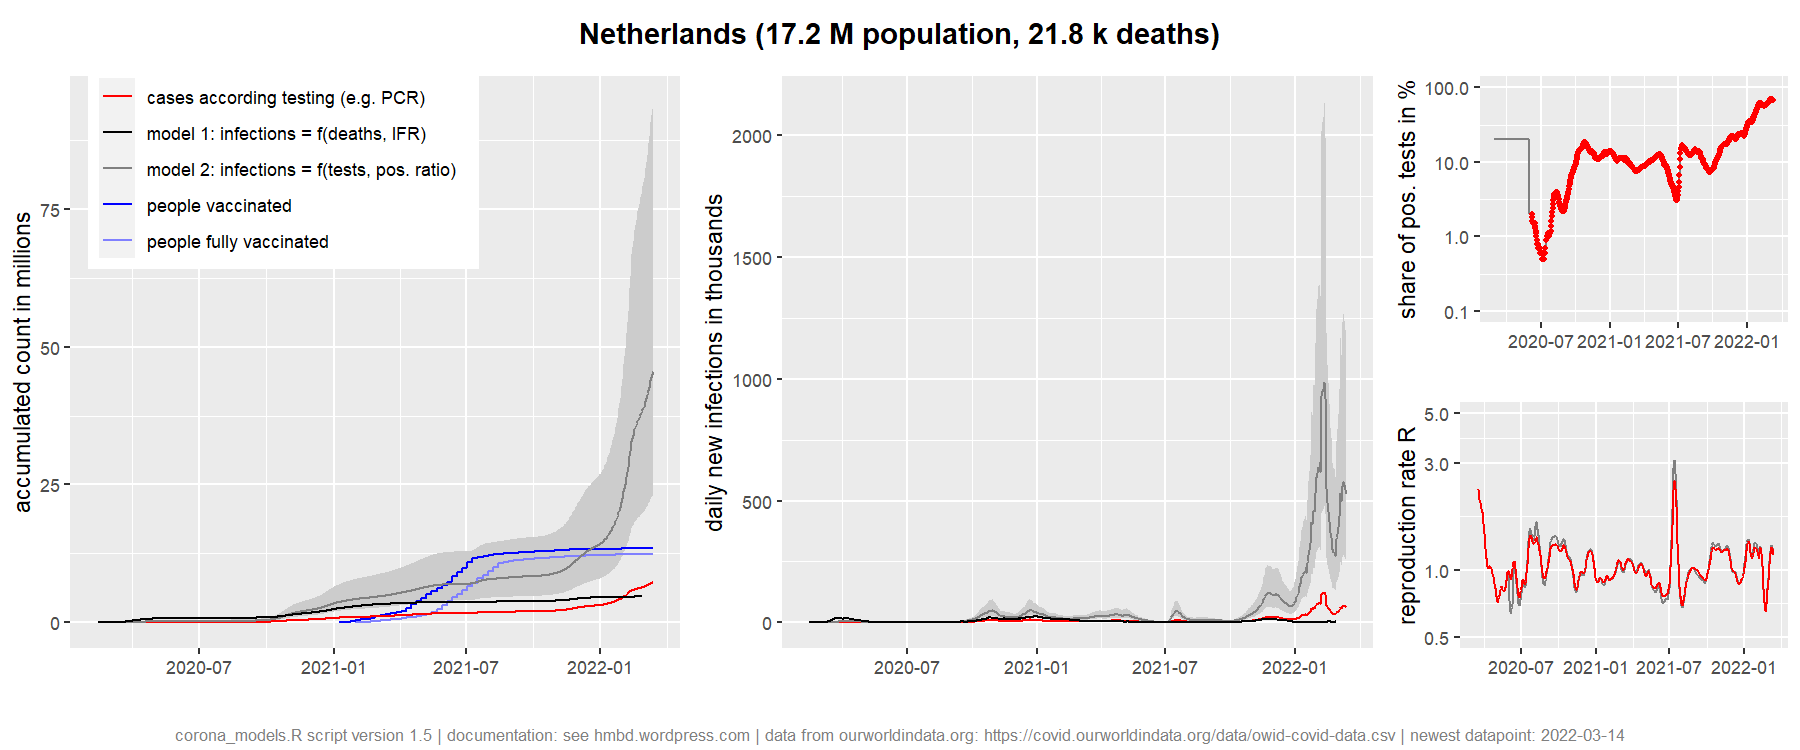 Netherlands (17.2 M population, 21.8 k deaths)
cases according testing (e.g. PCR)
model 1: infections = f(deaths, IFR)
model 2: infections = f(tests, pos. ratio)
people vaccinated
people fully vaccinated
accumulated count in millions
75
50
25
0
2020-07 2021-01 2021-07 2022-01
daily new infections in thousands
2000
1500
1000
500
0
2020-07 2021-01 2021-07 2022-01
share of pos. tests in %
100.0
10.0
1.0
0.1
2020-07 2021-01 2021-07 2022-01
reproduction rate R
5.0
3.0
1.0
0.5
2020-07 2021-01 2021-07 2022-01
corona_models.R script version 1.5 | documentation: see hmbd.wordpress.com | data from ourworldindata.org: https://covid.ourworldindata.org/data/owid-covid-data.csv | newest datapoint: 2022-03-14